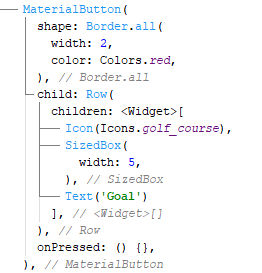 MaterialButton(
shape: Border.all(
width: 2,
color: Colors.red,
), // Border.all
child: Row(
children: <Widget>[
Icon(Icons.golf_course),
SizedBox(
width: 5,
), // SizedBox
Text('Goal')
], // <Widget>[]
), // Row
onPressed: () {},
), // MaterialButton